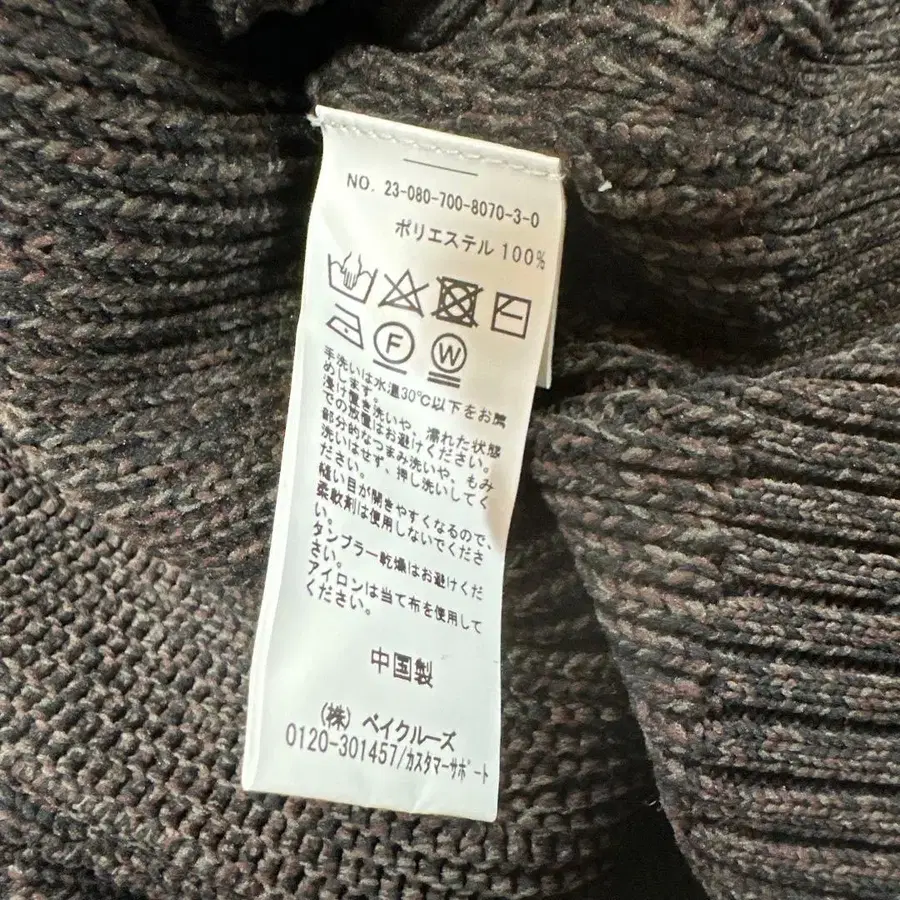 NO. 23-080-700-8070-3-0
ポリエステル 100%
F W
手洗いは水温30℃以下をお薦
めします。
浸け置き洗いや、濡れた状態
での放置はお避けください。
部分的なつまみ洗いや、もみ
洗いはせず、押し洗いしてく
ださい。
縫い目が開きやすくなるので、
柔軟剤は使用しないでくださ
い。
タンブラー乾燥はお避けくだ
さい。
アイロンは当て布を使用して
ください。
中国製
(株) ベイクルーズ
0120-301457/カスタマーサポート